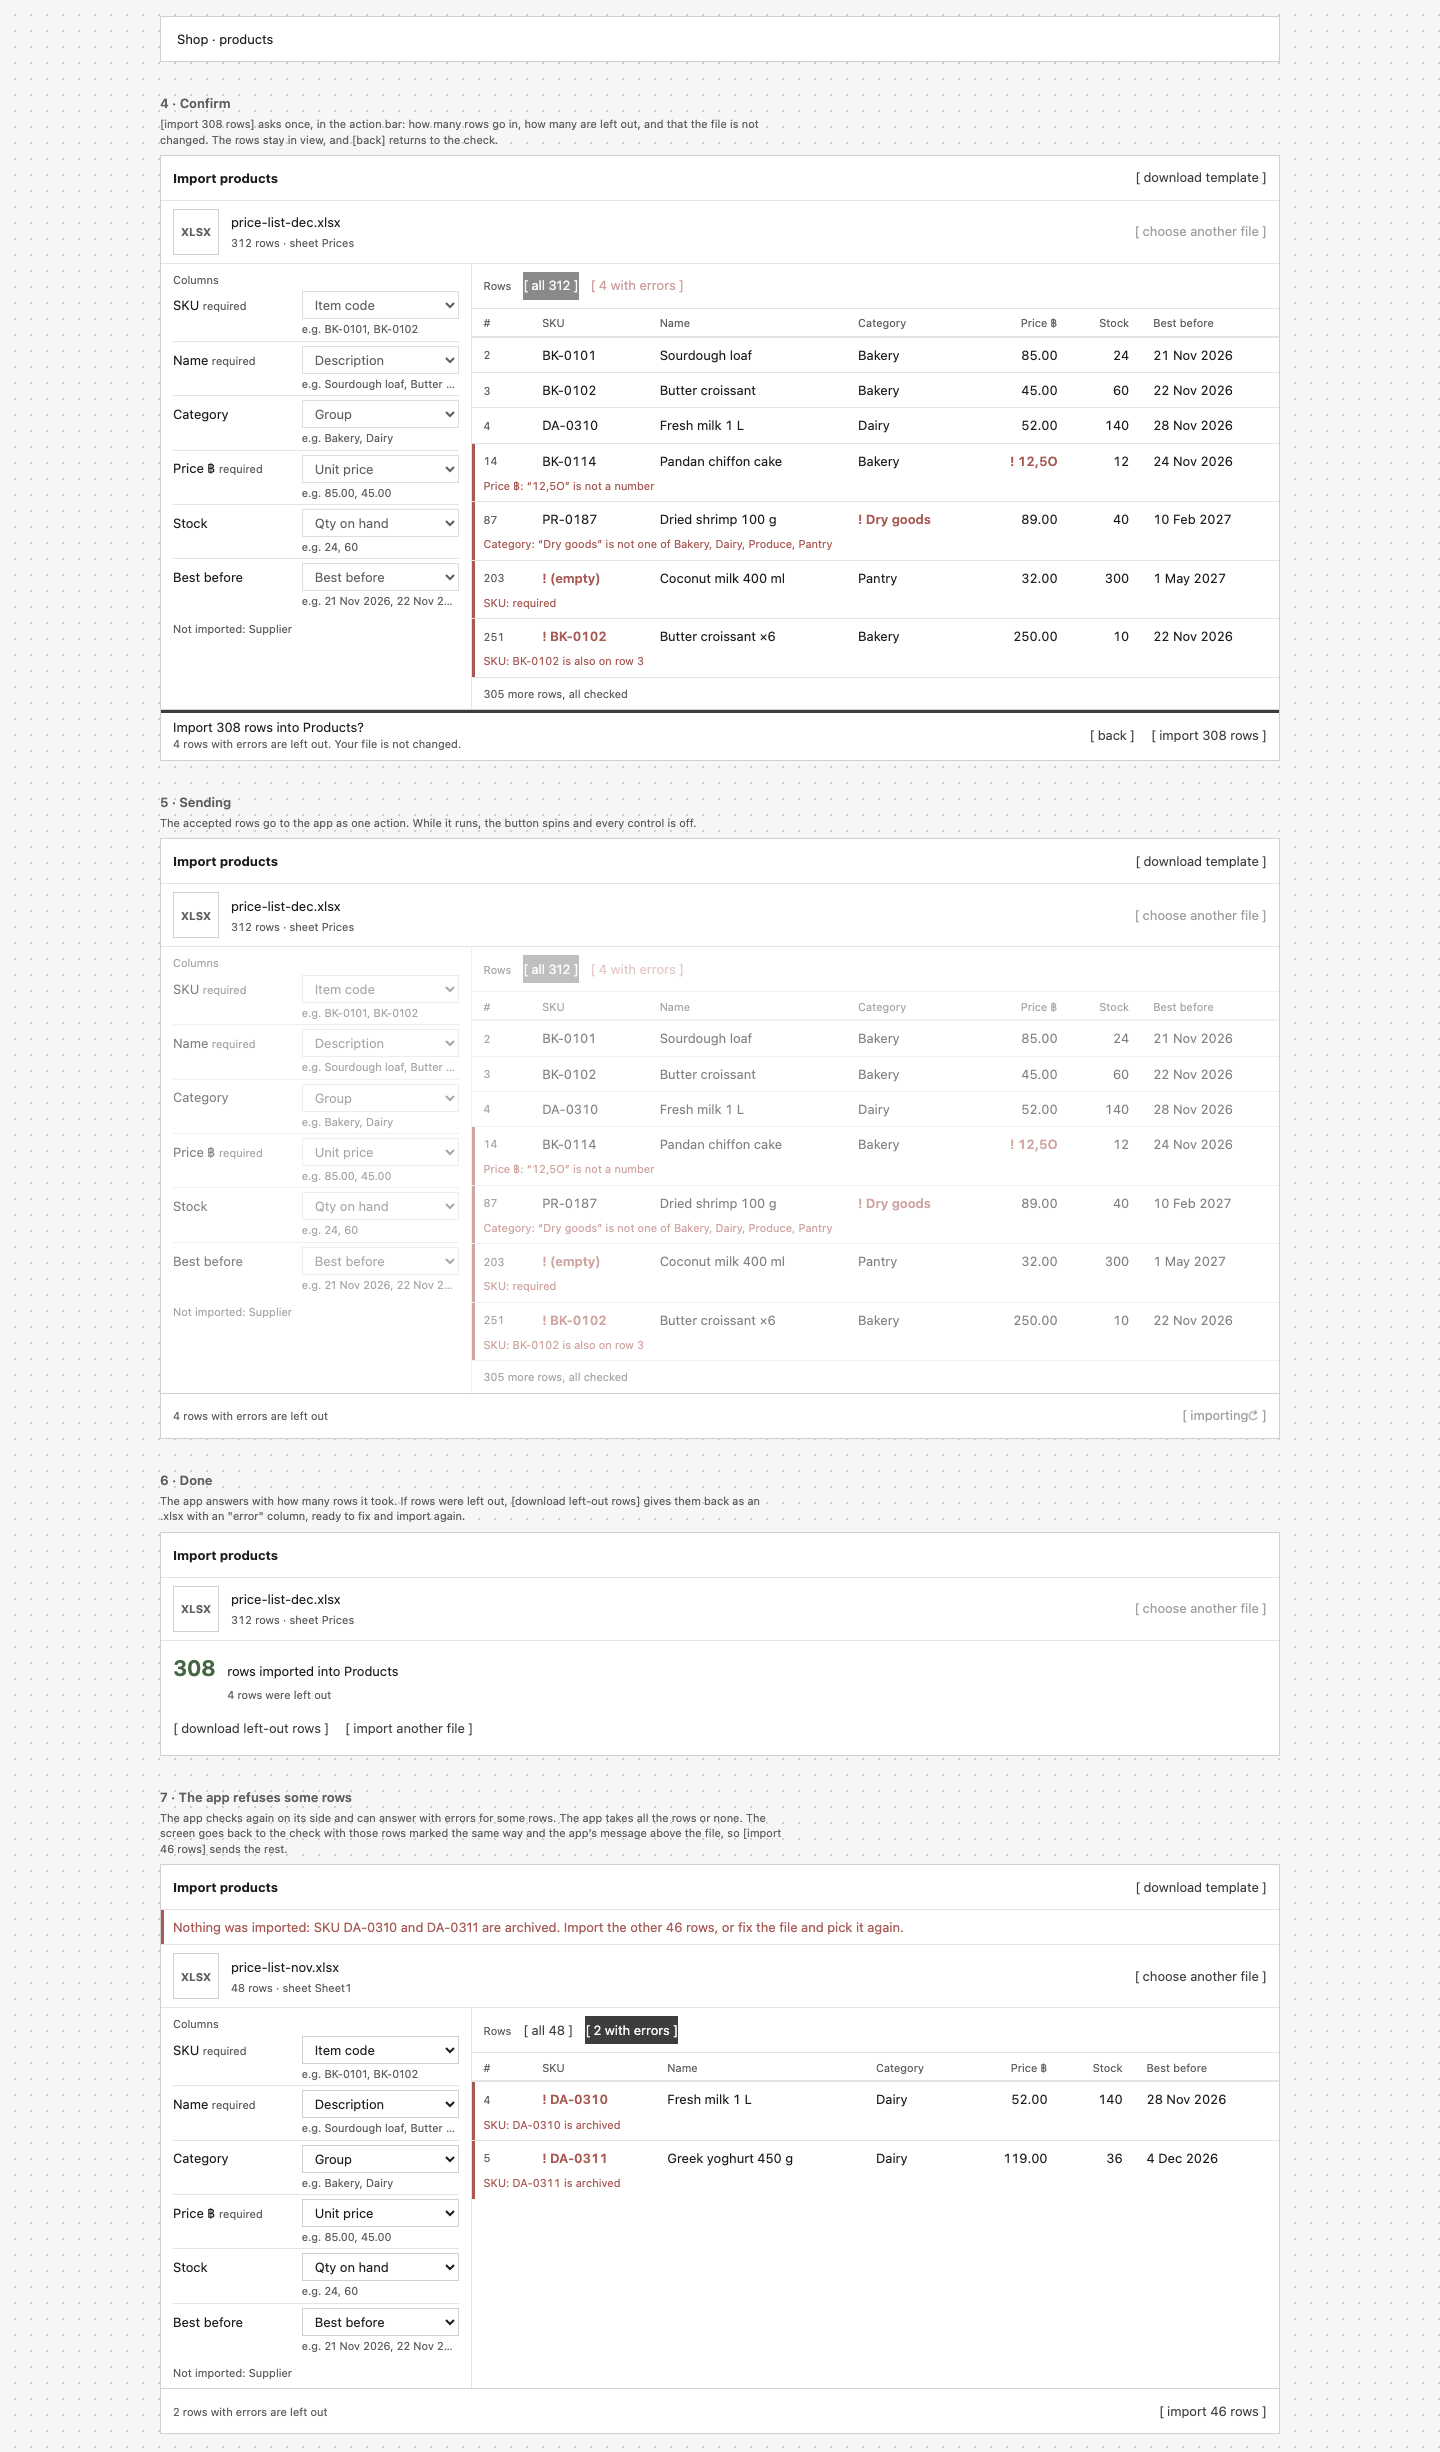 Shop · products
4 · Confirm
[import 308 rows] asks once, in the action bar: how many rows go in, how many are left out, and that the file is not
changed. The rows stay in view, and [back] returns to the check.
Import products [ download template ]
XLSX price-list-dec.xlsx [ choose another file ]
312 rows · sheet Prices
Columns
SKU required Item code
e.g. BK-0101, BK-0102
Name required Description
e.g. Sourdough loaf, Butter ...
Category Group
e.g. Bakery, Dairy
Price ฿ required Unit price
e.g. 85.00, 45.00
Stock Qty on hand
e.g. 24, 60
Best before Best before
e.g. 21 Nov 2026, 22 Nov 2...
Not imported: Supplier
Rows [ all 312 ] [ 4 with errors ]
# SKU Name Category Price ฿ Stock Best before
2 BK-0101 Sourdough loaf Bakery 85.00 24 21 Nov 2026
3 BK-0102 Butter croissant Bakery 45.00 60 22 Nov 2026
4 DA-0310 Fresh milk 1 L Dairy 52.00 140 28 Nov 2026
14 BK-0114 Pandan chiffon cake Bakery ! 12,5O 12 24 Nov 2026
Price ฿: "12,5O" is not a number
87 PR-0187 Dried shrimp 100 g ! Dry goods 89.00 40 10 Feb 2027
Category: "Dry goods" is not one of Bakery, Dairy, Produce, Pantry
203 ! (empty) Coconut milk 400 ml Pantry 32.00 300 1 May 2027
SKU: required
251 ! BK-0102 Butter croissant ×6 Bakery 250.00 10 22 Nov 2026
SKU: BK-0102 is also on row 3
305 more rows, all checked
Import 308 rows into Products?
4 rows with errors are left out. Your file is not changed.
[ back ] [ import 308 rows ]
5 · Sending
The accepted rows go to the app as one action. While it runs, the button spins and every control is off.
Import products [ download template ]
XLSX price-list-dec.xlsx [ choose another file ]
312 rows · sheet Prices
Columns
SKU required Item code
e.g. BK-0101, BK-0102
Name required Description
e.g. Sourdough loaf, Butter ...
Category Group
e.g. Bakery, Dairy
Price ฿ required Unit price
e.g. 85.00, 45.00
Stock Qty on hand
e.g. 24, 60
Best before Best before
e.g. 21 Nov 2026, 22 Nov 2...
Not imported: Supplier
Rows [ all 312 ] [ 4 with errors ]
# SKU Name Category Price ฿ Stock Best before
2 BK-0101 Sourdough loaf Bakery 85.00 24 21 Nov 2026
3 BK-0102 Butter croissant Bakery 45.00 60 22 Nov 2026
4 DA-0310 Fresh milk 1 L Dairy 52.00 140 28 Nov 2026
14 BK-0114 Pandan chiffon cake Bakery ! 12,5O 12 24 Nov 2026
Price ฿: "12,5O" is not a number
87 PR-0187 Dried shrimp 100 g ! Dry goods 89.00 40 10 Feb 2027
Category: "Dry goods" is not one of Bakery, Dairy, Produce, Pantry
203 ! (empty) Coconut milk 400 ml Pantry 32.00 300 1 May 2027
SKU: required
251 ! BK-0102 Butter croissant ×6 Bakery 250.00 10 22 Nov 2026
SKU: BK-0102 is also on row 3
305 more rows, all checked
4 rows with errors are left out [ importing ]
6 · Done
The app answers with how many rows it took. If rows were left out, [download left-out rows] gives them back as an
.xlsx with an "error" column, ready to fix and import again.
Import products
XLSX price-list-dec.xlsx [ choose another file ]
312 rows · sheet Prices
308 rows imported into Products
4 rows were left out
[ download left-out rows ] [ import another file ]
7 · The app refuses some rows
The app checks again on its side and can answer with errors for some rows. The app takes all the rows or none. The
screen goes back to the check with those rows marked the same way and the app's message above the file, so [import
46 rows] sends the rest.
Import products [ download template ]
Nothing was imported: SKU DA-0310 and DA-0311 are archived. Import the other 46 rows, or fix the file and pick it again.
XLSX price-list-nov.xlsx [ choose another file ]
48 rows · sheet Sheet1
Columns
SKU required Item code
e.g. BK-0101, BK-0102
Name required Description
e.g. Sourdough loaf, Butter ...
Category Group
e.g. Bakery, Dairy
Price ฿ required Unit price
e.g. 85.00, 45.00
Stock Qty on hand
e.g. 24, 60
Best before Best before
e.g. 21 Nov 2026, 22 Nov 2...
Not imported: Supplier
Rows [ all 48 ] [ 2 with errors ]
# SKU Name Category Price ฿ Stock Best before
4 ! DA-0310 Fresh milk 1 L Dairy 52.00 140 28 Nov 2026
SKU: DA-0310 is archived
5 ! DA-0311 Greek yoghurt 450 g Dairy 119.00 36 4 Dec 2026
SKU: DA-0311 is archived
2 rows with errors are left out [ import 46 rows ]